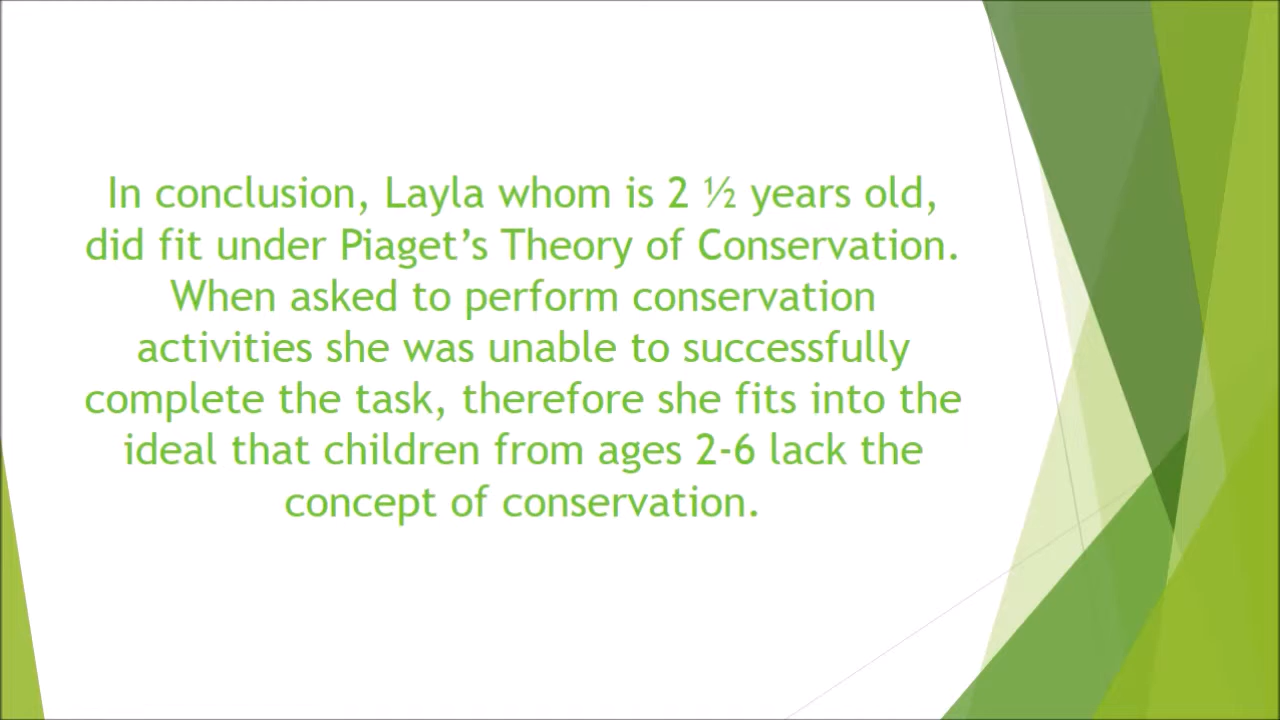 In conclusion, Layla whom is 2 ½ years old,
did fit under Piaget’s Theory of Conservation.
When asked to perform conservation
activities she was unable to successfully
complete the task, therefore she fits into the
ideal that children from ages 2-6 lack the
concept of conservation.